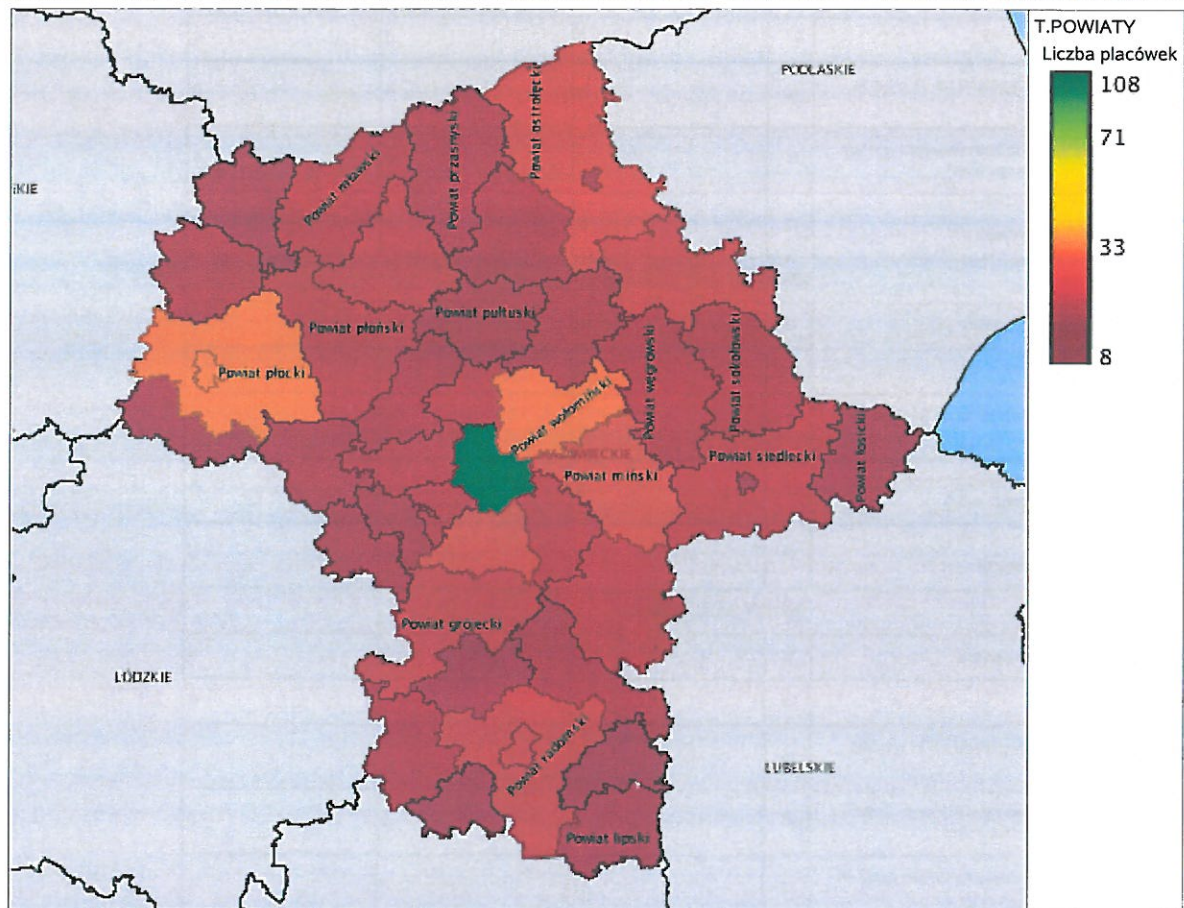 T.POWIATY
Liczba placówek
108
71
33
8
PODLASKIE
SKIE
Powiat ostrołęcki
Powiat przasnyski
Powiat mławski
Powiat pułtuski
Powiat płoński
Powiat płocki
Powiat węgrowski
Powiat sokołowski
Powiat wołomiński
MAZOWIECKIE
Powiat miński
Powiat siedlecki
Powiat łosicki
Powiat grójecki
ŁÓDZKIE
Powiat radomski
LUBELSKIE
Powiat lipski